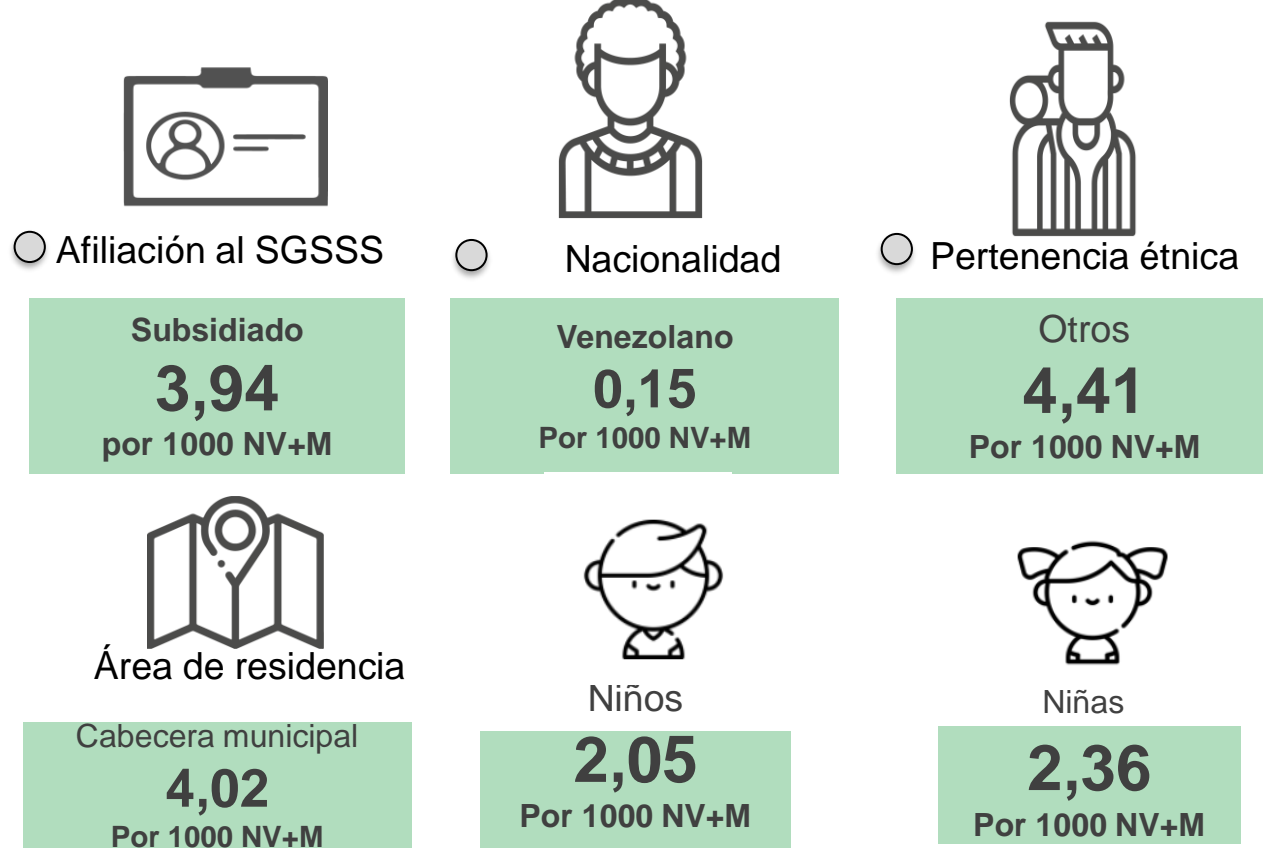 Afiliación al SGSSS
Subsidiado
3,94
por 1000 NV+M
Nacionalidad
Venezolano
0,15
Por 1000 NV+M
Pertenencia étnica
Otros
4,41
Por 1000 NV+M
Área de residencia
Cabecera municipal
4,02
Por 1000 NV+M
Niños
2,05
Por 1000 NV+M
Niñas
2,36
Por 1000 NV+M